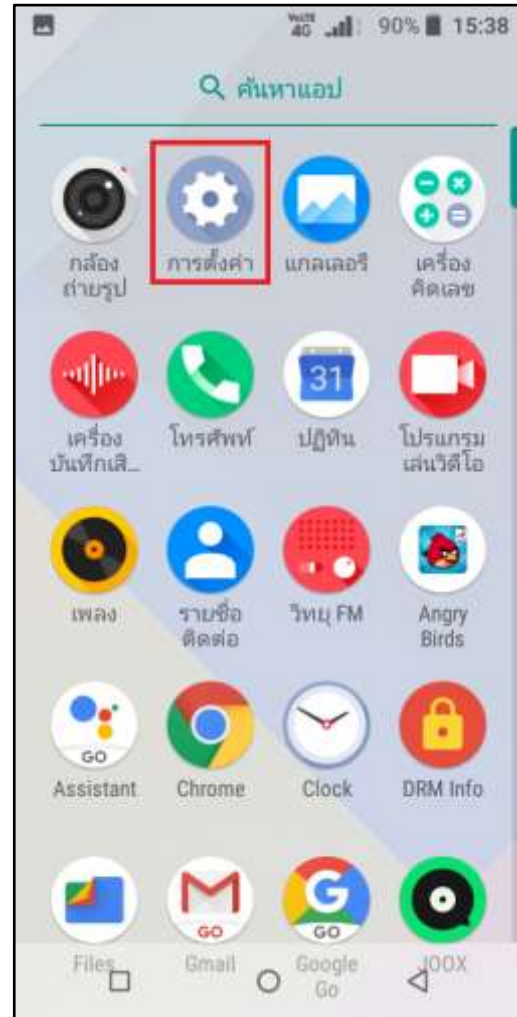 VoLTE
4G 90% 15:38
ค้นหาแอป
กล้อง
ถ่ายรูป
การตั้งค่า
แกลเลอรี
เครื่อง
คิดเลข
31
เครื่อง
บันทึกเสี...
โทรศัพท์
ปฏิทิน
โปรแกรม
เล่นวิดีโอ
เพลง
รายชื่อ
ติดต่อ
วิทยุ FM
Angry
Birds
GO
Assistant
Chrome
Clock
DRM Info
GO
GO
Files
Gmail
Google
Go
JOOX